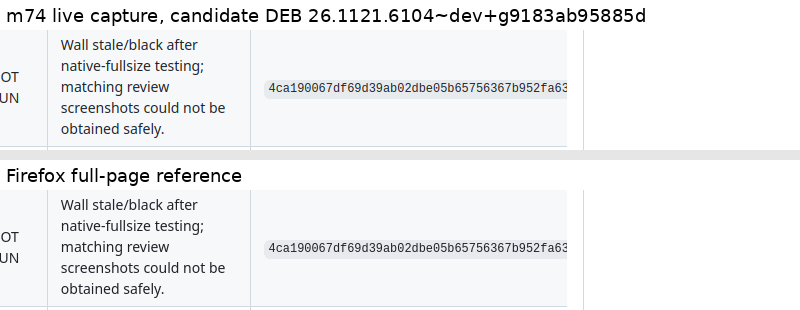 m74 live capture, candidate DEB 26.1121.6104~dev+g9183ab95885d
Wall stale/black after
OT
native-fullsize testing;
UN
matching review
4ca190067df69d39ab02dbe05b65756367b952fa63
screenshots could not be
obtained safely.
Firefox full-page reference
Wall stale/black after
OT
native-fullsize testing;
UN
matching review
4ca190067df69d39ab02dbe05b65756367b952fa63
screenshots could not be
obtained safely.